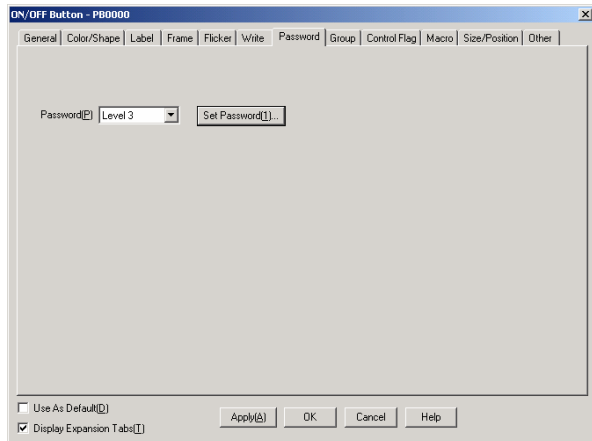 ON/OFF Button - PB0000
General Color/Shape Label Frame Flicker Write Password Group Control Flag Macro Size/Position Other
Password[P] Level 3 Set Password[1]...
Use As Default[D]
Display Expansion Tabs[T]
Apply[A] OK Cancel Help